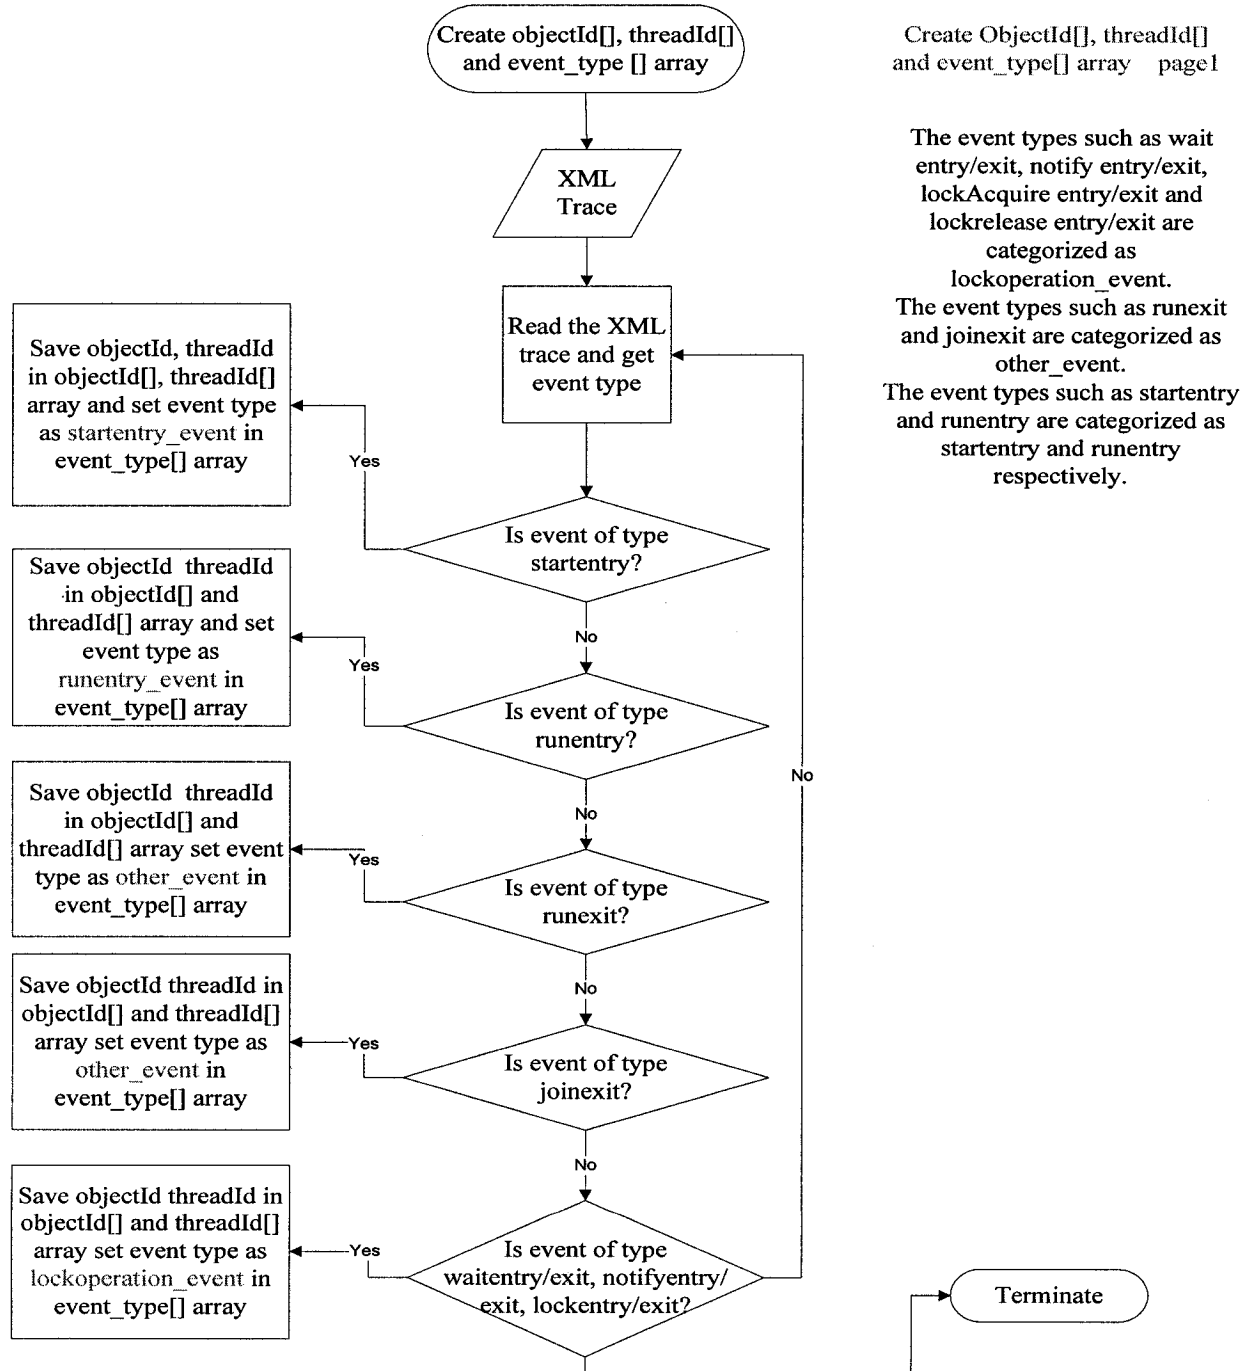 Create objectId[], threadId[]
and event_type [] array
Create ObjectId[], threadId[]
and event_type[] array page1
The event types such as wait
entry/exit, notify entry/exit,
lockAcquire entry/exit and
lockrelease entry/exit are
categorized as
lockoperation_event.
The event types such as runexit
and joinexit are categorized as
other_event.
The event types such as startentry
and runentry are categorized as
startentry and runentry
respectively.
XML
Trace
Read the XML
trace and get
event type
Save objectId, threadId
in objectId[], threadId[]
array and set event type
as startentry_event in
event_type[] array
Yes
Is event of type
startentry?
No
Save objectId threadId
in objectId[] and
threadId[] array and set
event type as
runentry_event in
event_type[] array
Yes
Is event of type
runentry?
No
No
Save objectId threadId
in objectId[] and
threadId[] array set event
type as other_event in
event_type[] array
Yes
Is event of type
runexit?
No
Save objectId threadId in
objectId[] and threadId[]
array set event type as
other_event in
event_type[] array
Yes
Is event of type
joinexit?
No
Save objectId threadId in
objectId[] and threadId[]
array set event type as
lockoperation_event in
event_type[] array
Yes
Is event of type
waitentry/exit, notifyentry/
exit, lockentry/exit?
Terminate